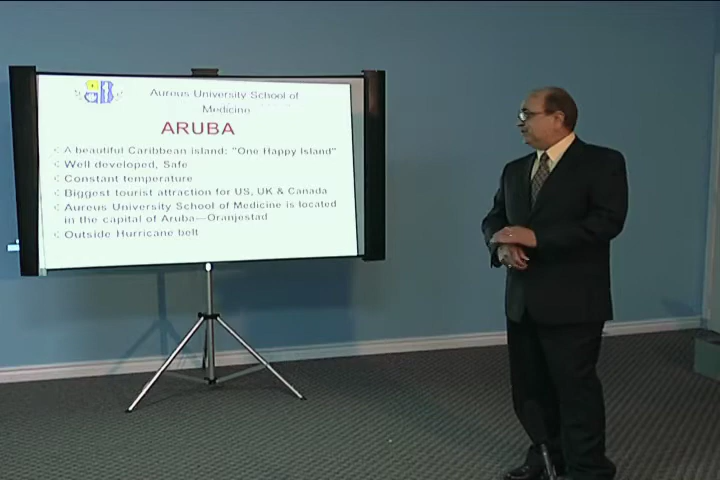 Aureus University School of
Medicine
ARUBA
A beautiful Caribbean island: "One Happy Island"
Well developed, Safe
Constant temperature
Biggest tourist attraction for US, UK & Canada
Aureus University School of Medicine is located
in the capital of Aruba—Oranjestad
Outside Hurricane belt